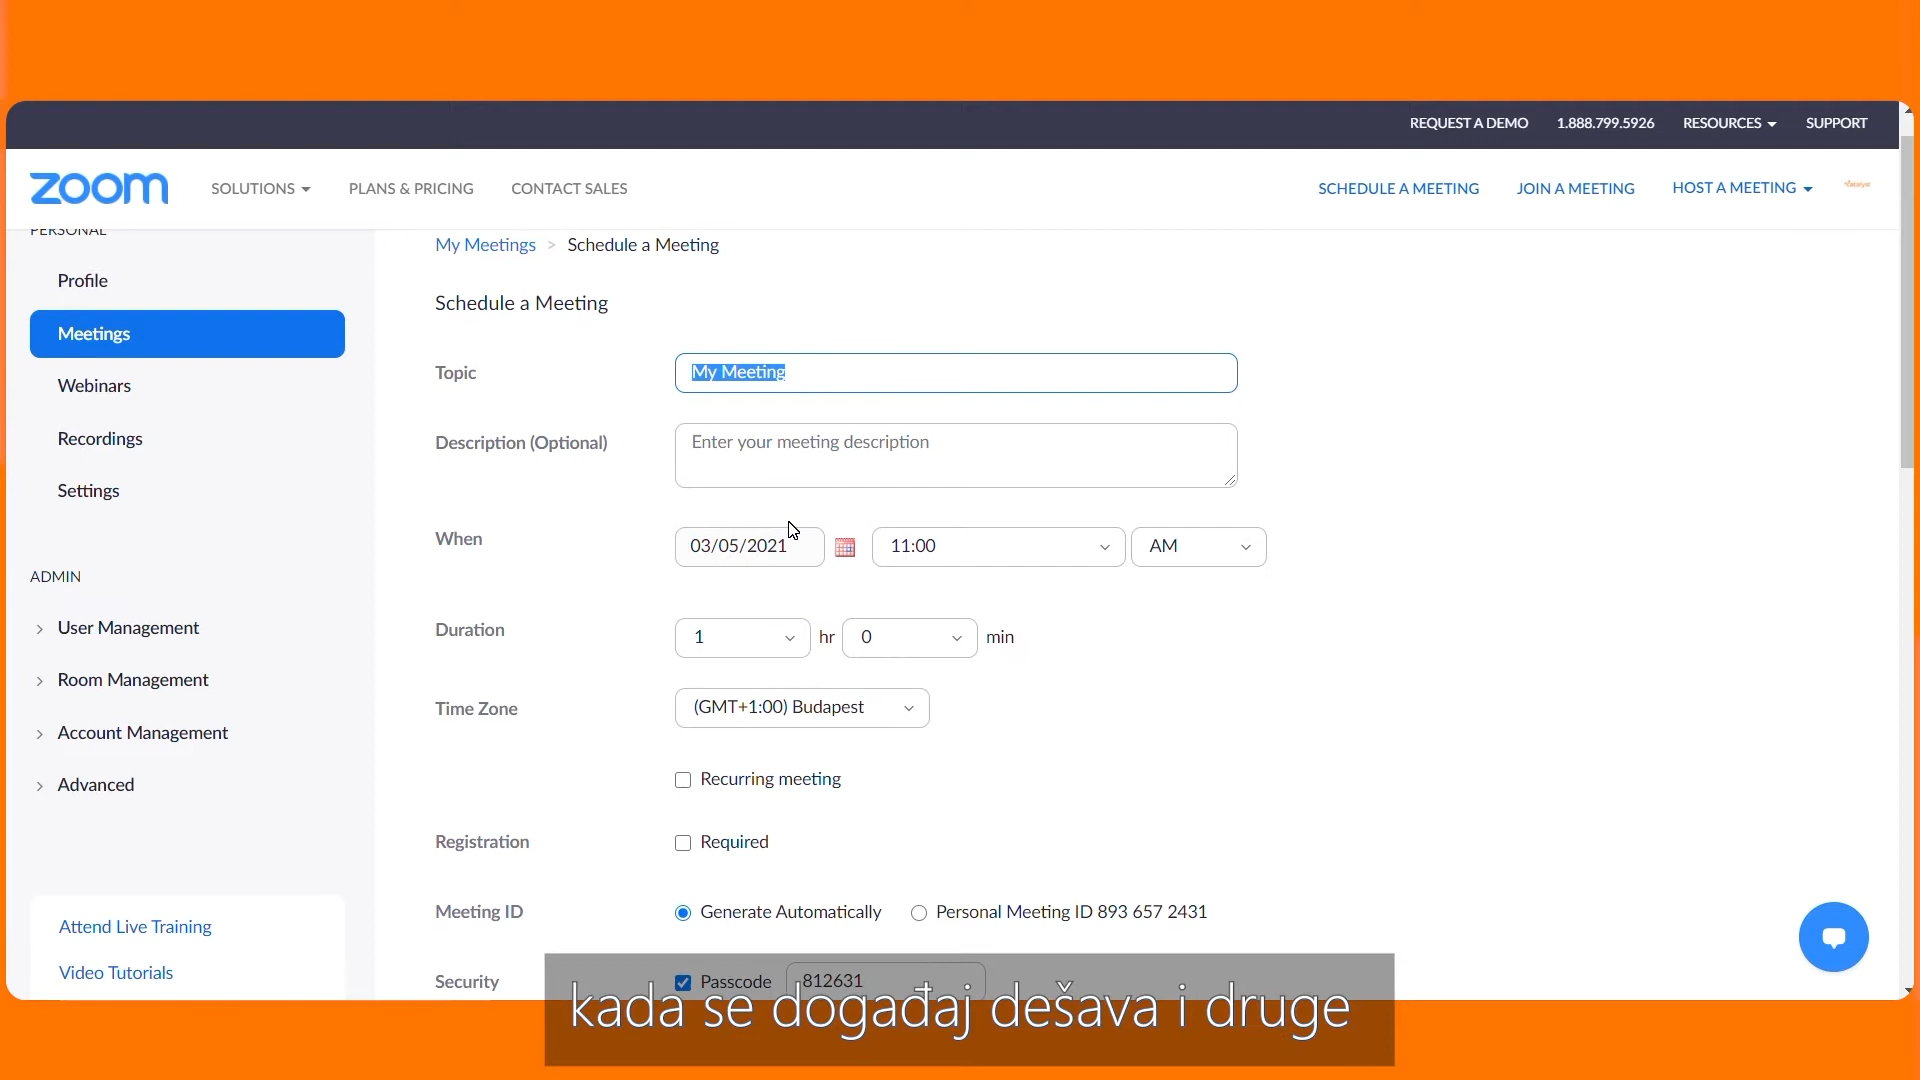 REQUEST A DEMO 1.888.799.5926 RESOURCES SUPPORT
zoom SOLUTIONS PLANS & PRICING CONTACT SALES SCHEDULE A MEETING JOIN A MEETING HOST A MEETING
PERSONAL
Profile
Meetings
Webinars
Recordings
Settings
ADMIN
User Management
Room Management
Account Management
Advanced
Attend Live Training
Video Tutorials
My Meetings > Schedule a Meeting
Schedule a Meeting
Topic My Meeting
Description (Optional) Enter your meeting description
When 03/05/2021 11:00 AM
Duration 1 hr 0 min
Time Zone (GMT+1:00) Budapest
Recurring meeting
Registration Required
Meeting ID Generate Automatically Personal Meeting ID 893 657 2431
Security Passcode 812631
kada se događaj dešava i druge